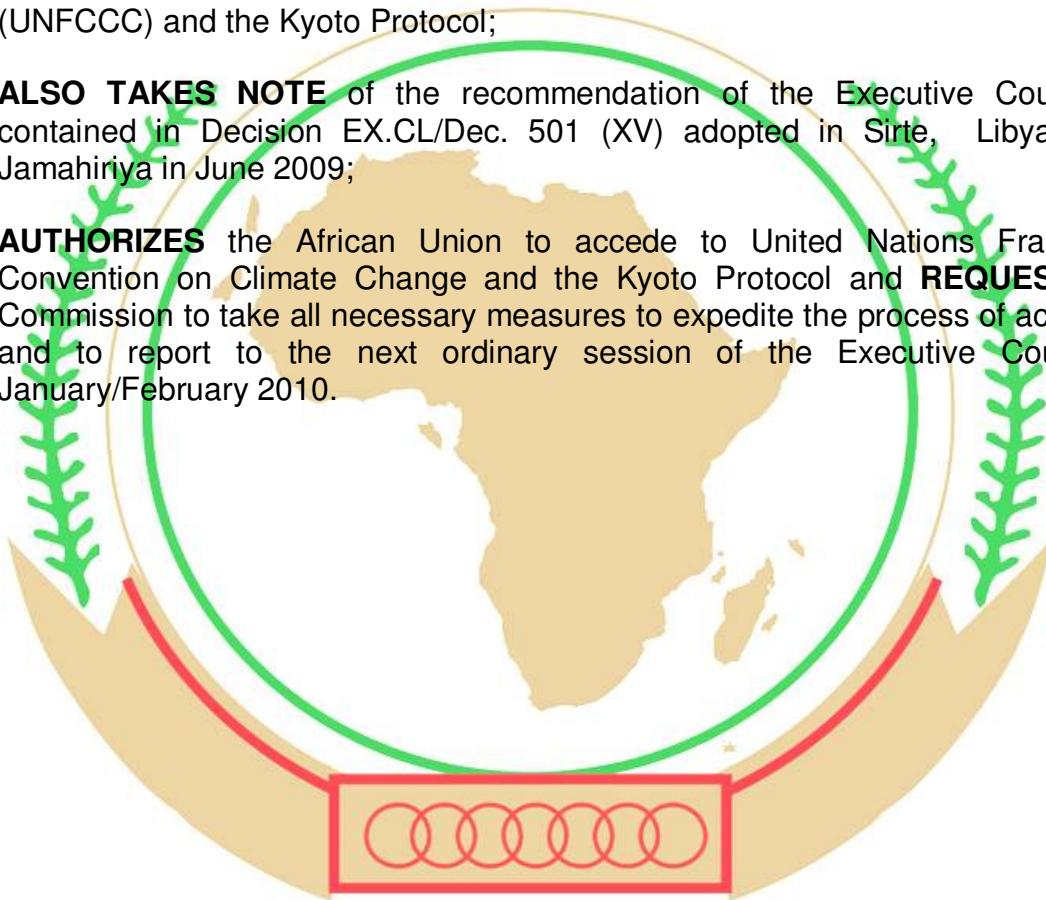 (UNFCCC) and the Kyoto Protocol;
ALSO TAKES NOTE of the recommendation of the Executive Cou
contained in Decision EX.CL/Dec. 501 (XV) adopted in Sirte, Libya
Jamahiriya in June 2009;
AUTHORIZES the African Union to accede to United Nations Fra
Convention on Climate Change and the Kyoto Protocol and REQUES
Commission to take all necessary measures to expedite the process of ac
and to report to the next ordinary session of the Executive Cou
January/February 2010.